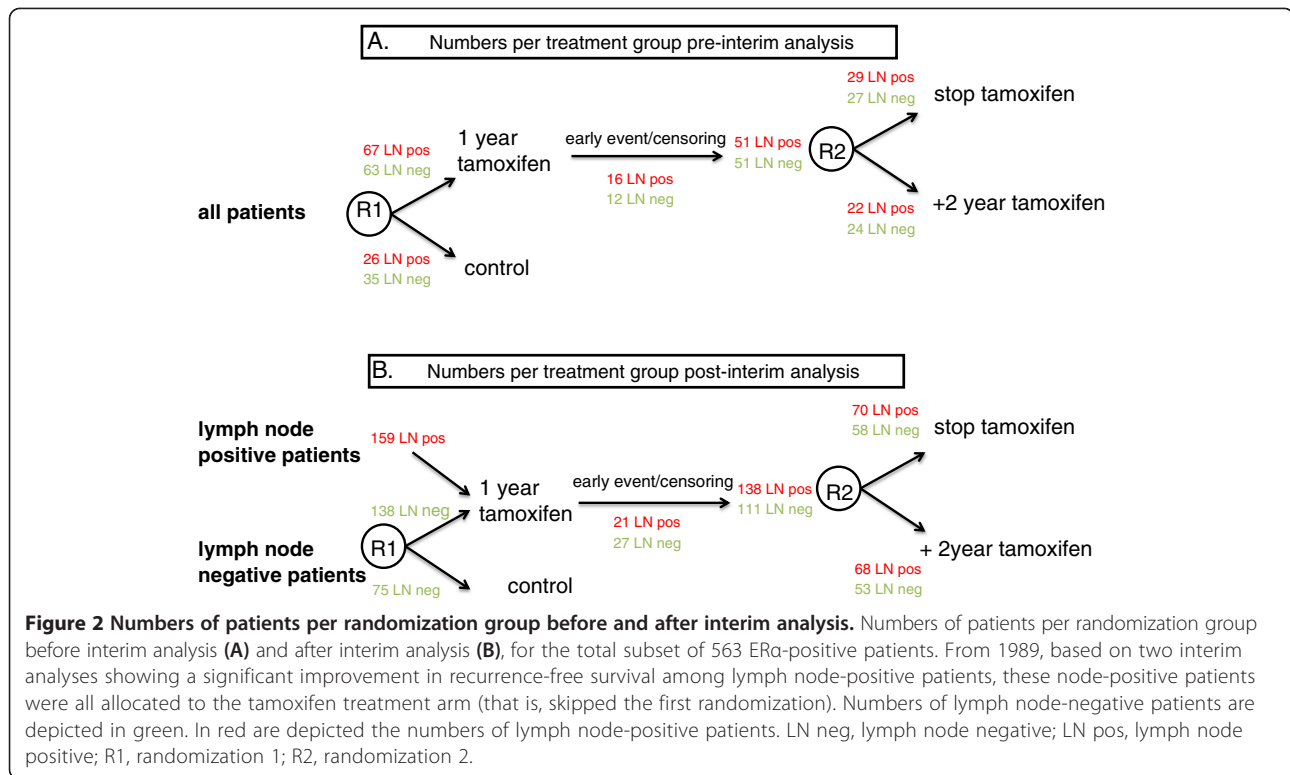 A. Numbers per treatment group pre-interim analysis
29 LN pos
27 LN neg
stop tamoxifen
67 LN pos
63 LN neg
1 year
tamoxifen
early event/censoring
16 LN pos
12 LN neg
51 LN pos
51 LN neg
R2
all patients
R1
22 LN pos
24 LN neg
+2 year tamoxifen
26 LN pos
35 LN neg
control
B. Numbers per treatment group post-interim analysis
70 LN pos
58 LN neg
stop tamoxifen
lymph node
positive patients
159 LN pos
1 year
tamoxifen
early event/censoring
21 LN pos
27 LN neg
138 LN pos
111 LN neg
R2
138 LN neg
R1
lymph node
negative patients
75 LN neg
control
+ 2year tamoxifen
68 LN pos
53 LN neg
Figure 2 Numbers of patients per randomization group before and after interim analysis. Numbers of patients per randomization group
before interim analysis (A) and after interim analysis (B), for the total subset of 563 ERα-positive patients. From 1989, based on two interim
analyses showing a significant improvement in recurrence-free survival among lymph node-positive patients, these node-positive patients
were all allocated to the tamoxifen treatment arm (that is, skipped the first randomization). Numbers of lymph node-negative patients are
depicted in green. In red are depicted the numbers of lymph node-positive patients. LN neg, lymph node negative; LN pos, lymph node
positive; R1, randomization 1; R2, randomization 2.